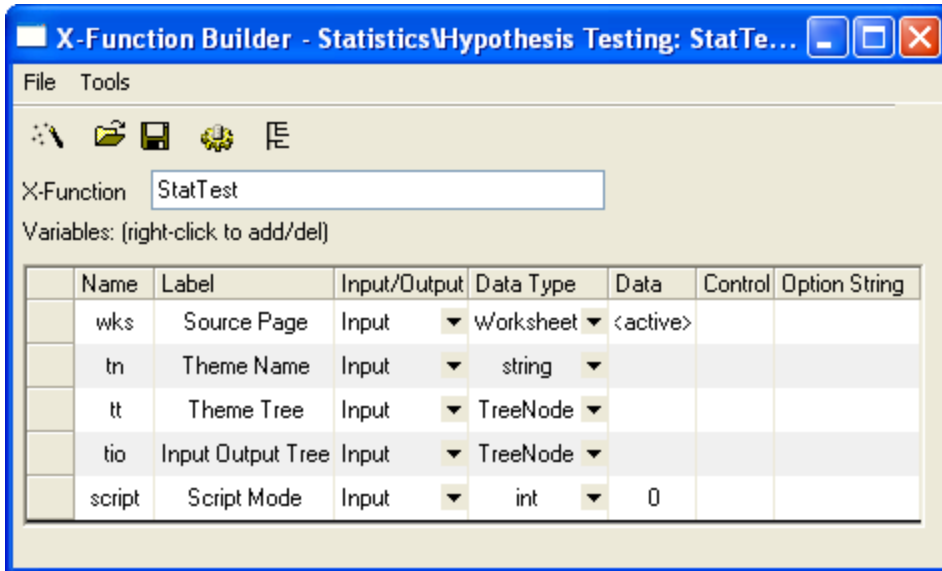 X-Function Builder - Statistics\Hypothesis Testing: StatTe...
File Tools
X-Function StatTest
Variables: (right-click to add/del)
Name Label Input/Output Data Type Data Control Option String
wks Source Page Input Worksheet <active>
tn Theme Name Input string
tt Theme Tree Input TreeNode
tio Input Output Tree Input TreeNode
script Script Mode Input int 0